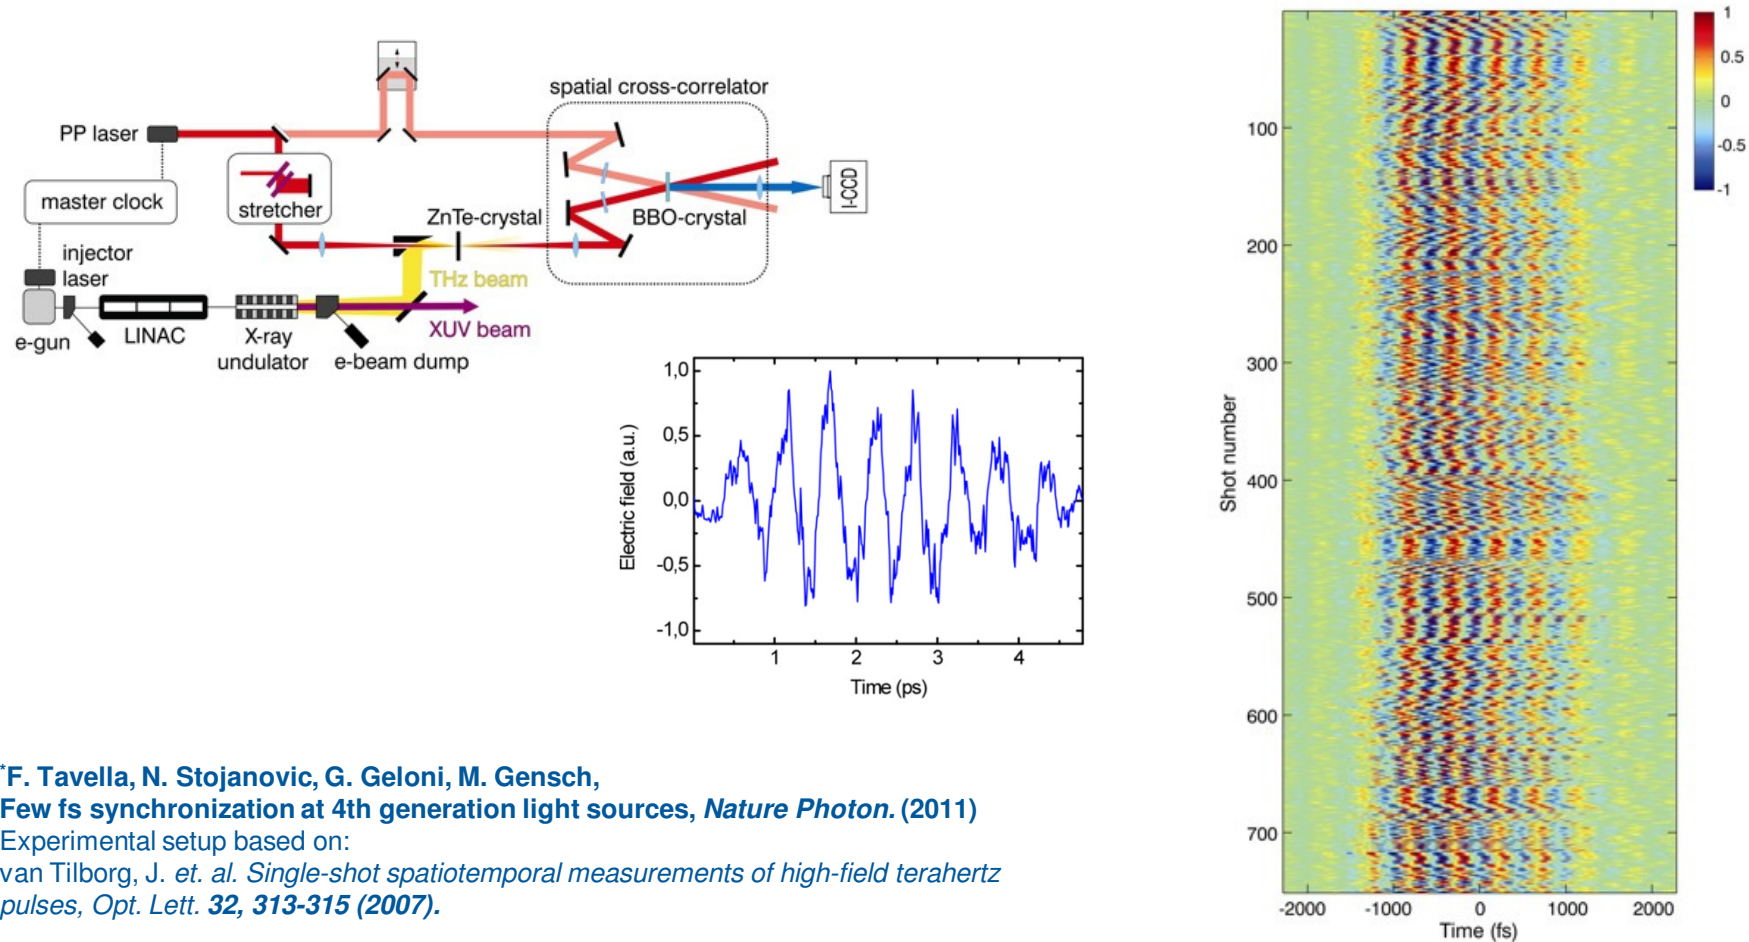 spatial cross-correlator
PP laser
master clock
stretcher
ZnTe-crystal
BBO-crystal
I-CCD
injector
laser
THz beam
XUV beam
e-gun
LINAC
X-ray
undulator
e-beam dump
Electric field (a.u.)
1,0
0,5
0,0
-0,5
-1,0
1 2 3 4
Time (ps)
Shot number
100
200
300
400
500
600
700
-2000 -1000 0 1000 2000
Time (fs)
1
0.5
0
-0.5
-1
*F. Tavella, N. Stojanovic, G. Geloni, M. Gensch,
Few fs synchronization at 4th generation light sources, Nature Photon. (2011)
Experimental setup based on:
van Tilborg, J. et. al. Single-shot spatiotemporal measurements of high-field terahertz
pulses, Opt. Lett. 32, 313-315 (2007).